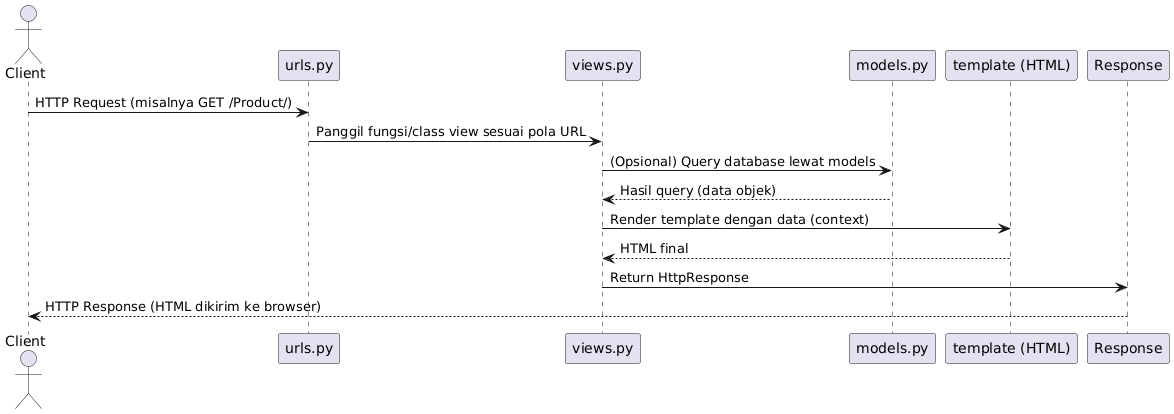 Client
urls.py
views.py
models.py
template (HTML)
Response
HTTP Request (misalnya GET /Product/)
Panggil fungsi/class view sesuai pola URL
(Opsional) Query database lewat models
Hasil query (data objek)
Render template dengan data (context)
HTML final
Return HttpResponse
HTTP Response (HTML dikirim ke browser)
Client
urls.py
views.py
models.py
template (HTML)
Response